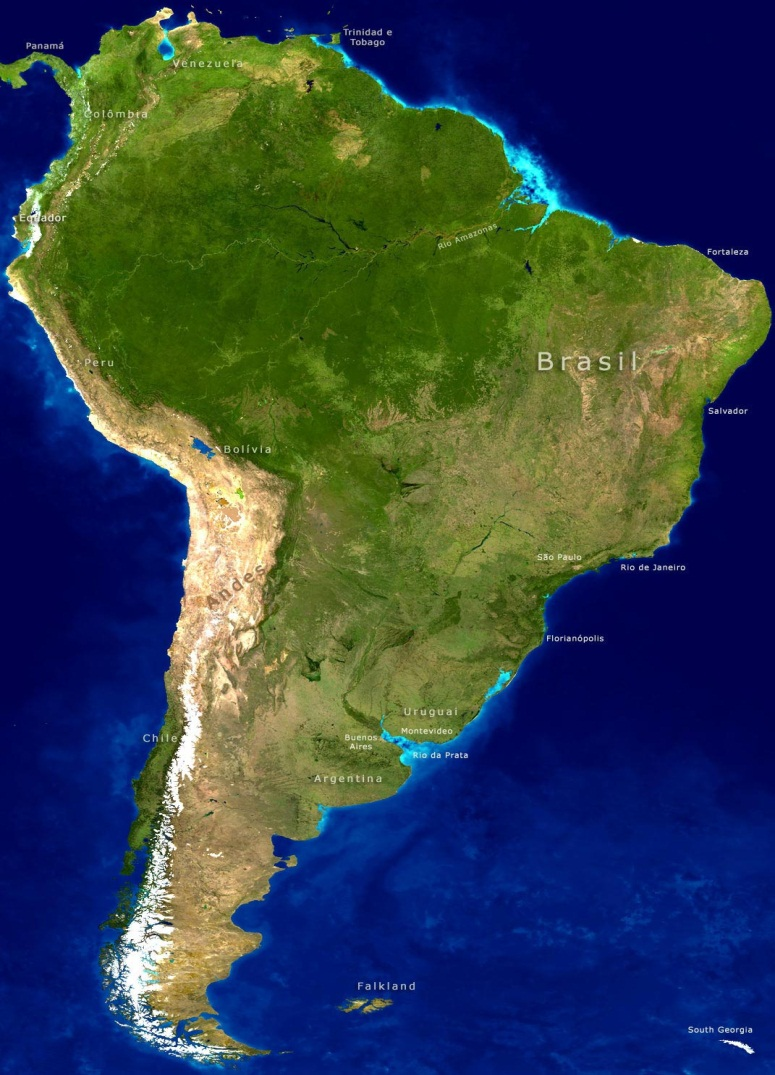 Trinidad e
Tobago
Panamá
Venezuela
Colômbia
Equador
Rio Amazonas
Fortaleza
Peru
Brasil
Salvador
Bolívia
São Paulo
Rio de Janeiro
Andes
Florianópolis
Uruguai
Chile
Montevideo
Buenos
Aires
Rio da Prata
Argentina
Falkland
South Georgia